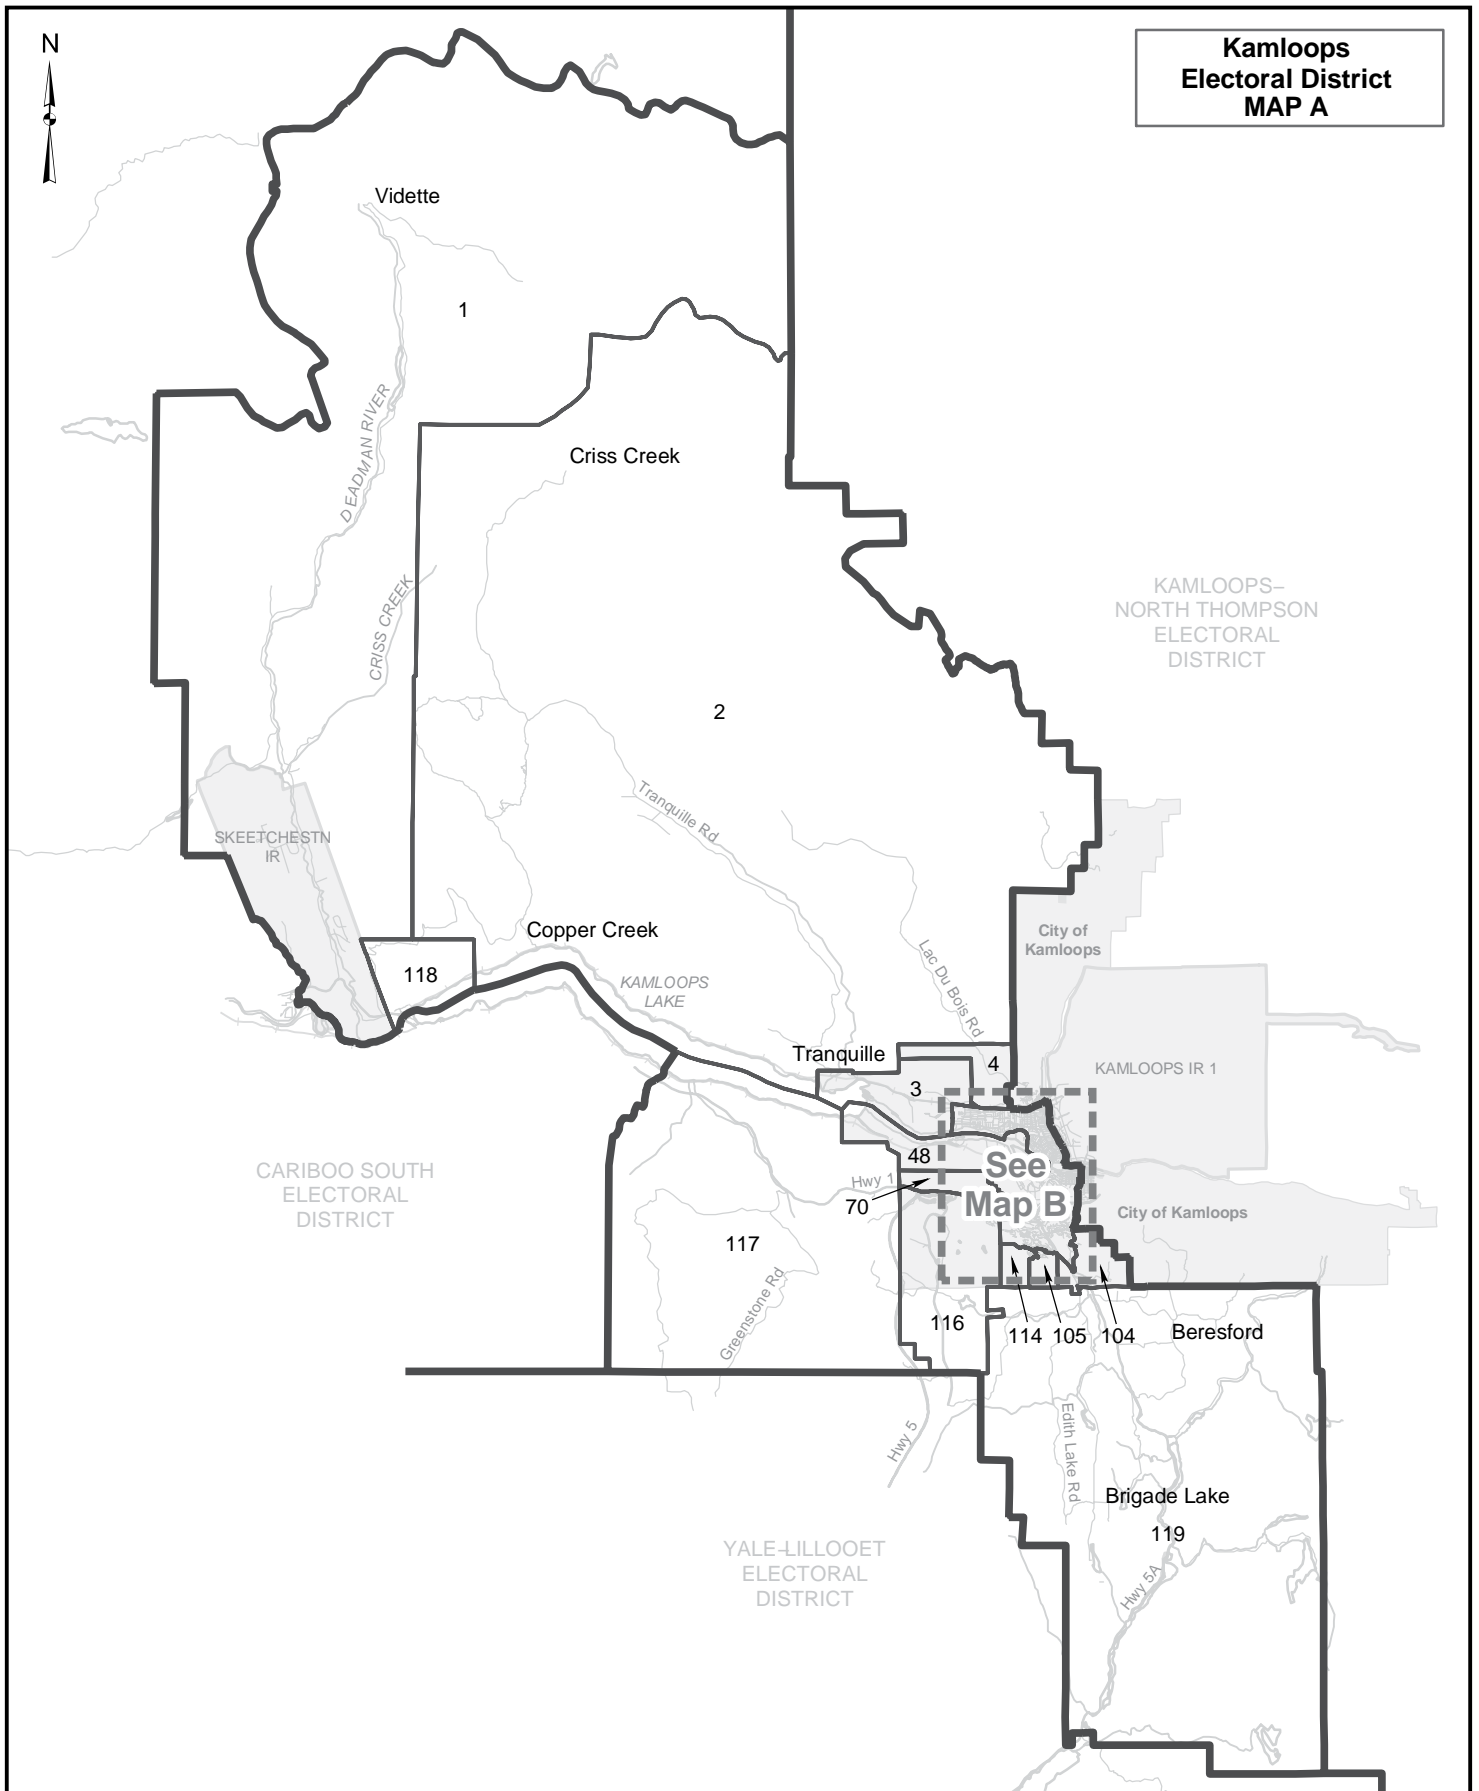 N
Kamloops
Electoral District
MAP A
Vidette
1
DEADMAN RIVER
Criss Creek
CRISS CREEK
KAMLOOPS–
NORTH THOMPSON
ELECTORAL
DISTRICT
2
Tranquille Rd
SKEETCHESTN
IR
Copper Creek
City of
Kamloops
118
KAMLOOPS
LAKE
Lac Du Bois Rd
Tranquille
4
KAMLOOPS IR 1
3
48
See
Map B
CARIBOO SOUTH
ELECTORAL
DISTRICT
Hwy 1
70
City of Kamloops
117
Greenstone Rd
116
114
105
104
Beresford
Hwy 5
Edith Lake Rd
Brigade Lake
119
YALE–LILLOOET
ELECTORAL
DISTRICT
Hwy 5A